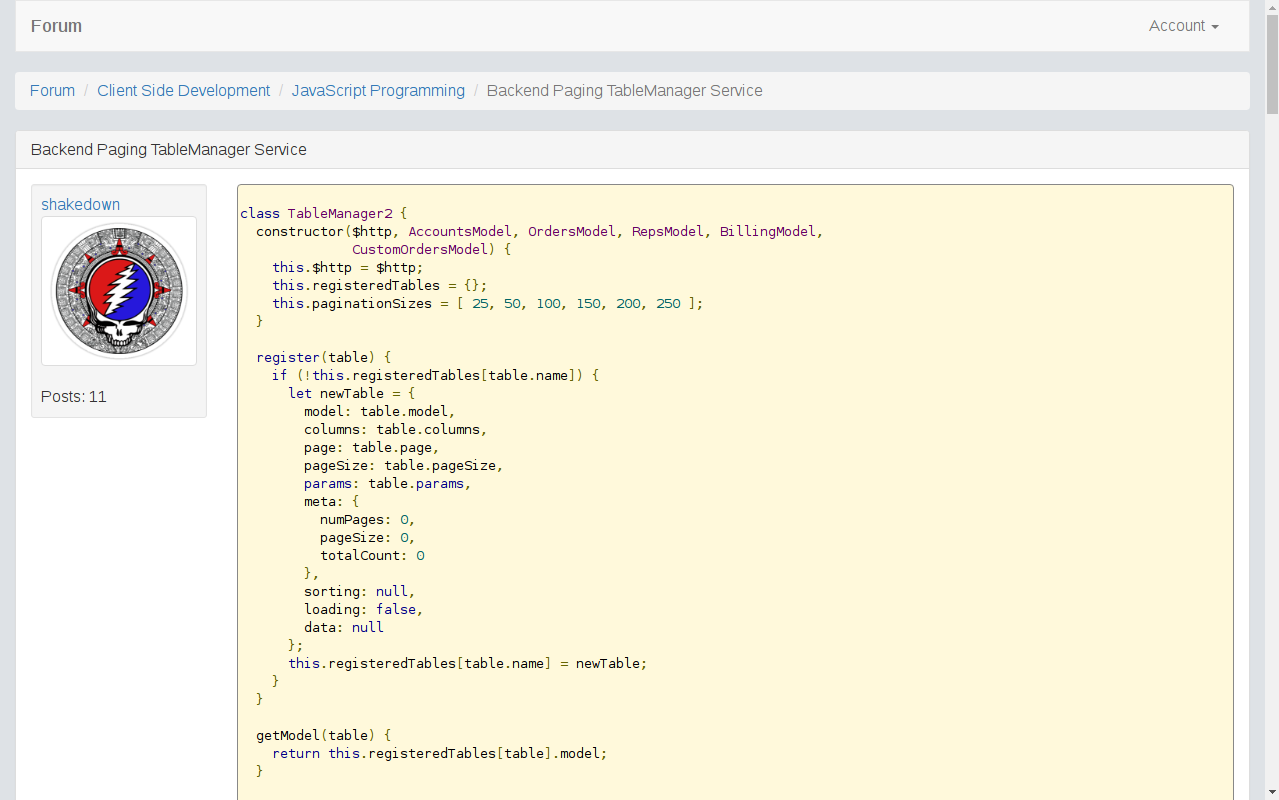 Forum
Account
Forum / Client Side Development / JavaScript Programming / Backend Paging TableManager Service
Backend Paging TableManager Service
shakedown
Posts: 11
class TableManager2 {
  constructor($http, AccountsModel, OrdersModel, RepsModel, BillingModel,
              CustomOrdersModel) {
    this.$http = $http;
    this.registeredTables = {};
    this.paginationSizes = [ 25, 50, 100, 150, 200, 250 ];
  }
  register(table) {
    if (!this.registeredTables[table.name]) {
      let newTable = {
        model: table.model,
        columns: table.columns,
        page: table.page,
        pageSize: table.pageSize,
        params: table.params,
        meta: {
          numPages: 0,
          pageSize: 0,
          totalCount: 0
        },
        sorting: null,
        loading: false,
        data: null
      };
      this.registeredTables[table.name] = newTable;
    }
  }
  getModel(table) {
    return this.registeredTables[table].model;
  }